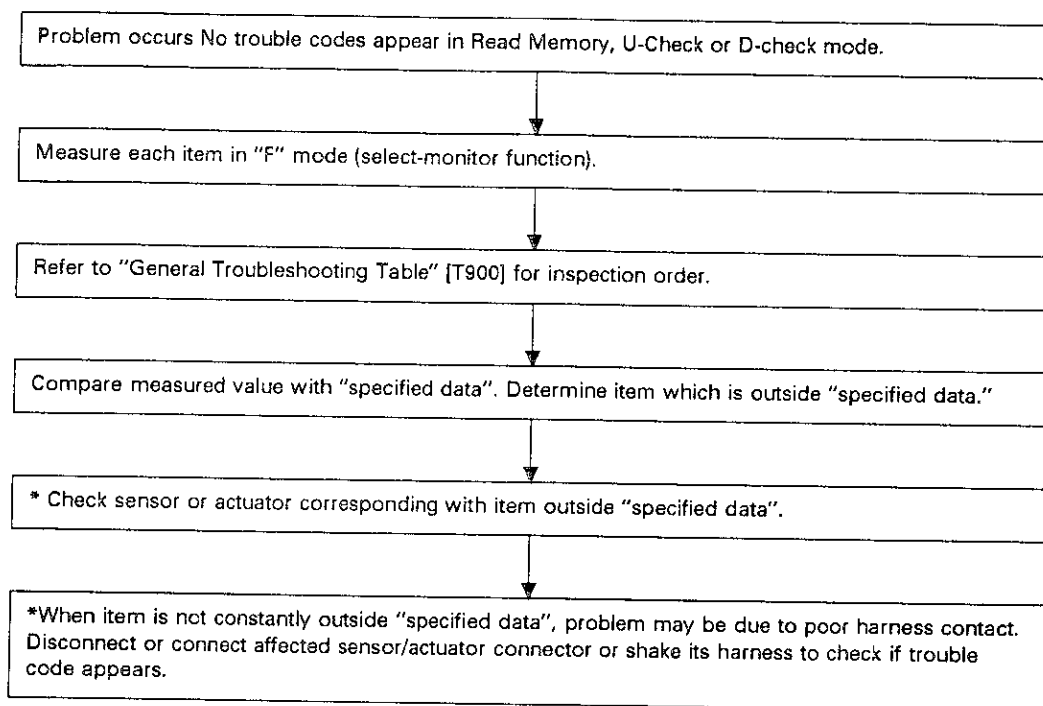 Problem occurs No trouble codes appear in Read Memory, U-Check or D-check mode.
Measure each item in "F" mode (select-monitor function).
Refer to "General Troubleshooting Table" [T900] for inspection order.
Compare measured value with "specified data". Determine item which is outside "specified data."
* Check sensor or actuator corresponding with item outside "specified data".
*When item is not constantly outside "specified data", problem may be due to poor harness contact.
Disconnect or connect affected sensor/actuator connector or shake its harness to check if trouble
code appears.